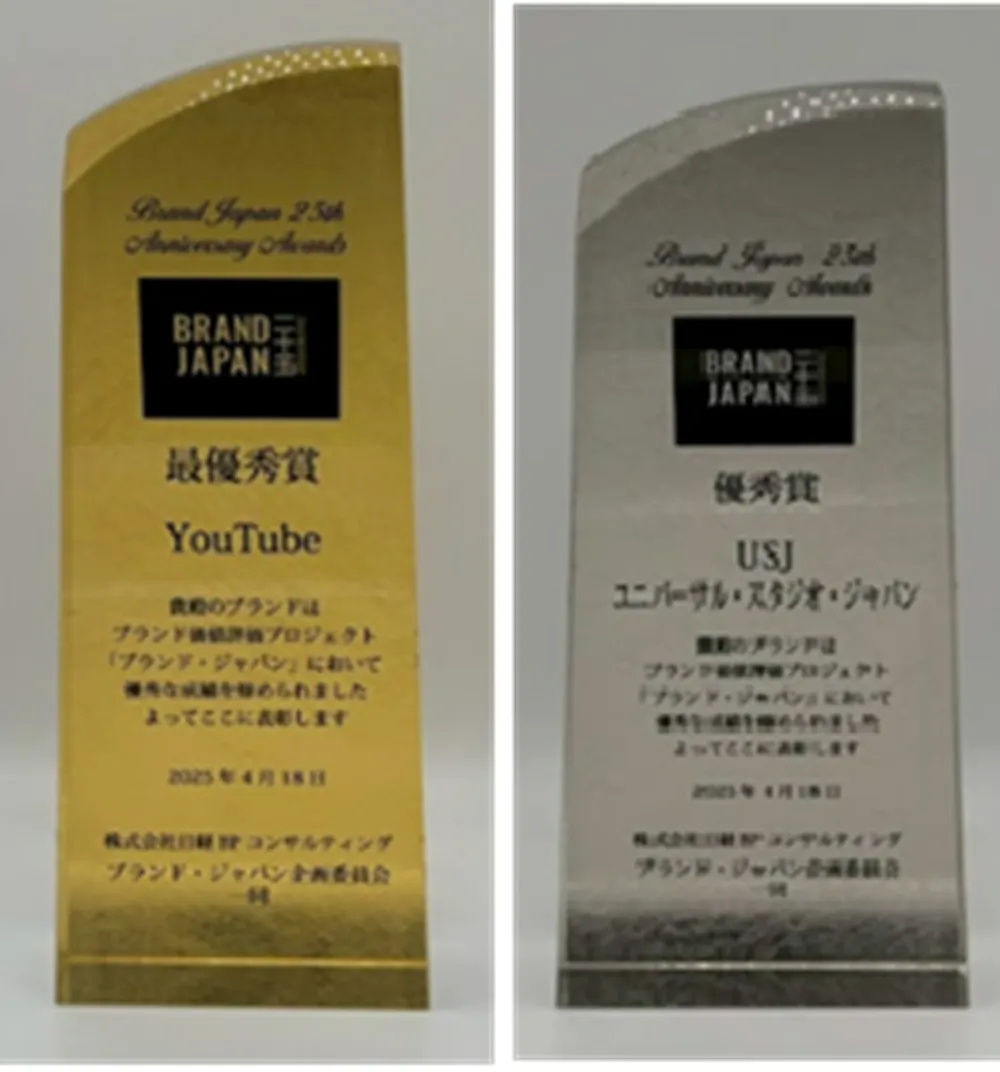 Brand Japan 25th
Anniversary Awards
BRAND
JAPAN
最優秀賞
YouTube
貴殿のブランドは
ブランド価値評価プロジェクト
「ブランド・ジャパン」において
優秀な成績を修められました
よってここに表彰します
2025年4月18日
株式会社日経BPコンサルティング
ブランド・ジャパン企画委員会
一同
Brand Japan 25th
Anniversary Awards
BRAND
JAPAN
優秀賞
USJ
ユニバーサル・スタジオ・ジャパン
貴殿のブランドは
ブランド価値評価プロジェクト
「ブランド・ジャパン」において
優秀な成績を修められました
よってここに表彰します
2025年4月18日
株式会社日経BPコンサルティング
ブランド・ジャパン企画委員会
一同